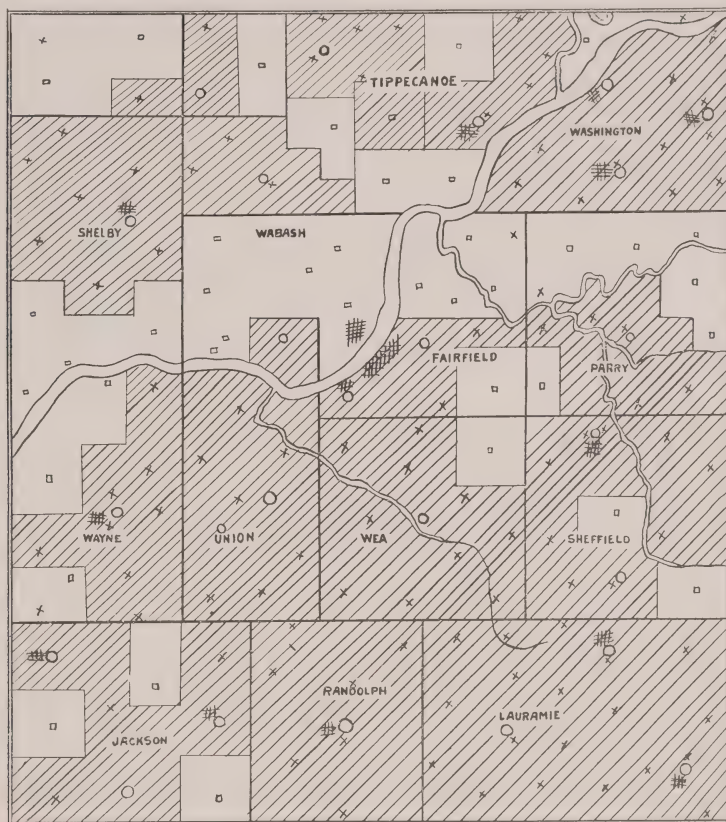 TIPPECANOE
WASHINGTON
SHELBY
WABASH
FAIRFIELD
PARRY
WAYNE
UNION
WEA
SHEFFIELD
RANDOLPH
LAURAMIE
JACKSON